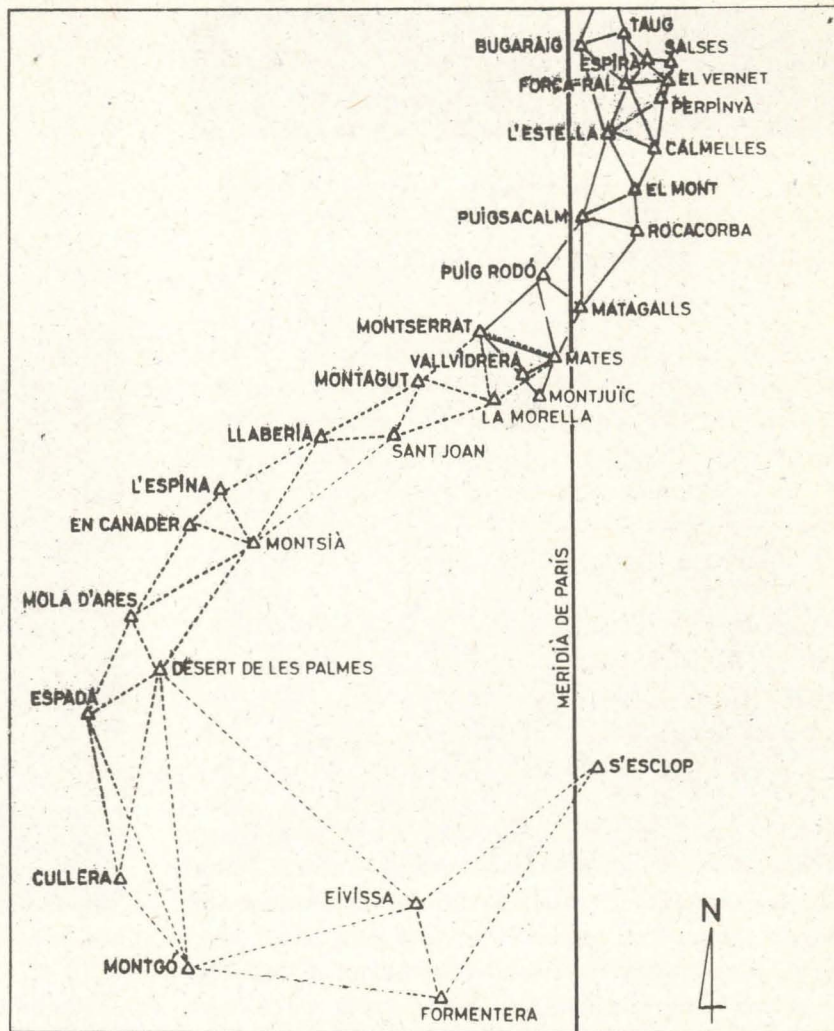 TAUG
BUGARAIG
SALSES
ESPIRÀ
FORÇA-RAL
EL VERNET
PERPINYÀ
L'ESTELLA
CALMELLES
EL MONT
PUIGSACALM
ROCACORBA
PUIG RODÓ
MATAGALLS
MONTSERRAT
VALLVIDRERA
MATES
MONTAGUT
MONTJUÏC
LA MORELLA
LLABERIA
SANT JOAN
L'ESPINA
EN CANADER
MONTSIÀ
MOLA D'ARES
MERIDIÀ DE PARÍS
DESERT DE LES PALMES
ESPADÀ
S'ESCLOP
CULLERA
EIVISSA
N
MONTGÓ
FORMENTERA